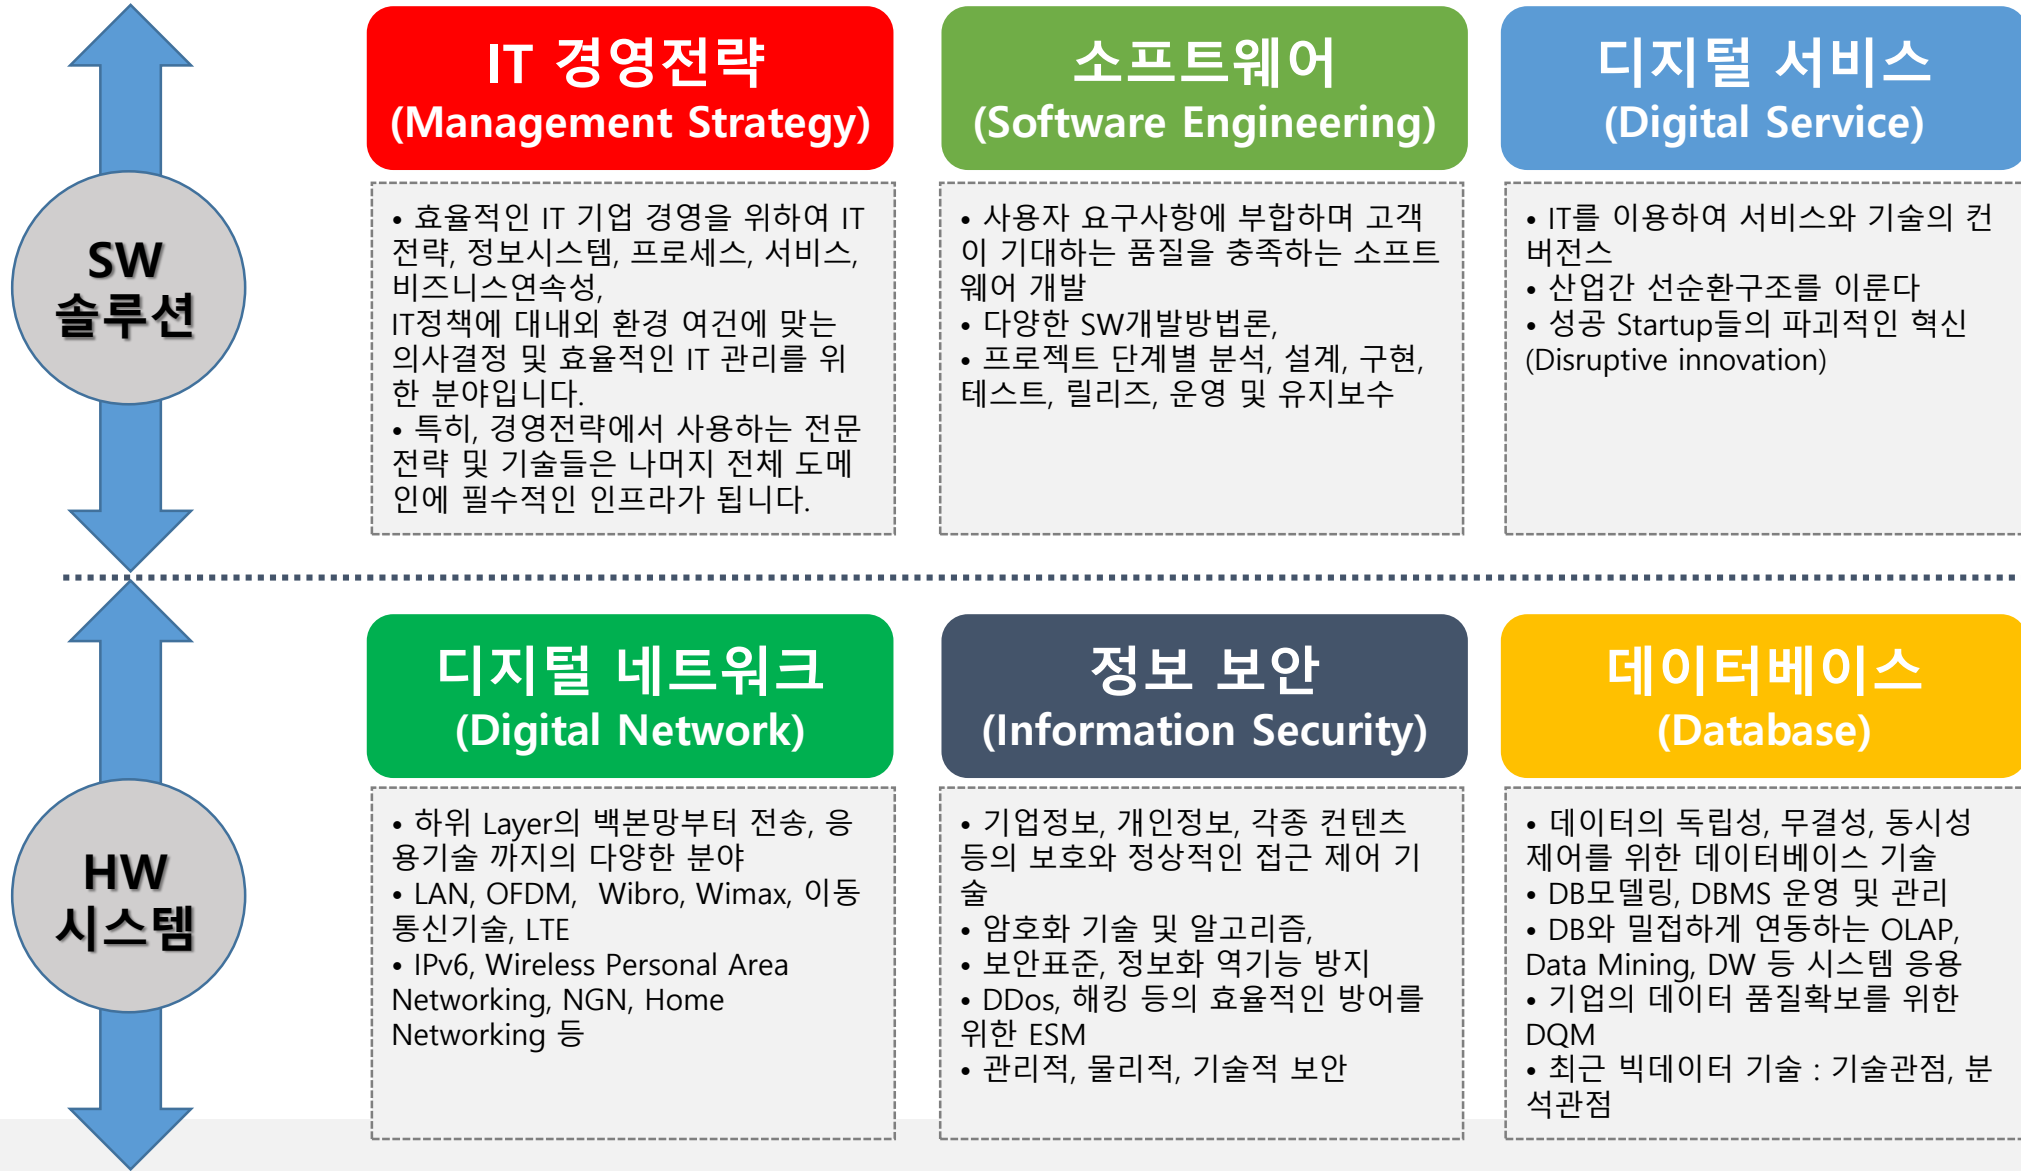 SW
솔루션
IT 경영전략
(Management Strategy)
• 효율적인 IT 기업 경영을 위하여 IT
전략, 정보시스템, 프로세스, 서비스,
비즈니스연속성,
IT정책에 대내외 환경 여건에 맞는
의사결정 및 효율적인 IT 관리를 위
한 분야입니다.
• 특히, 경영전략에서 사용하는 전문
전략 및 기술들은 나머지 전체 도메
인에 필수적인 인프라가 됩니다.
소프트웨어
(Software Engineering)
• 사용자 요구사항에 부합하며 고객
이 기대하는 품질을 충족하는 소프트
웨어 개발
• 다양한 SW개발방법론,
• 프로젝트 단계별 분석, 설계, 구현,
테스트, 릴리즈, 운영 및 유지보수
디지털 서비스
(Digital Service)
• IT를 이용하여 서비스와 기술의 컨
버전스
• 산업간 선순환구조를 이룬다
• 성공 Startup들의 파괴적인 혁신
(Disruptive innovation)
HW
시스템
디지털 네트워크
(Digital Network)
• 하위 Layer의 백본망부터 전송, 응
용기술 까지의 다양한 분야
• LAN, OFDM, Wibro, Wimax, 이동
통신기술, LTE
• IPv6, Wireless Personal Area
Networking, NGN, Home
Networking 등
정보 보안
(Information Security)
• 기업정보, 개인정보, 각종 컨텐츠
등의 보호와 정상적인 접근 제어 기
술
• 암호화 기술 및 알고리즘,
• 보안표준, 정보화 역기능 방지
• DDos, 해킹 등의 효율적인 방어를
위한 ESM
• 관리적, 물리적, 기술적 보안
데이터베이스
(Database)
• 데이터의 독립성, 무결성, 동시성
제어를 위한 데이터베이스 기술
• DB모델링, DBMS 운영 및 관리
• DB와 밀접하게 연동하는 OLAP,
Data Mining, DW 등 시스템 응용
• 기업의 데이터 품질확보를 위한
DQM
• 최근 빅데이터 기술 : 기술관점, 분
석관점